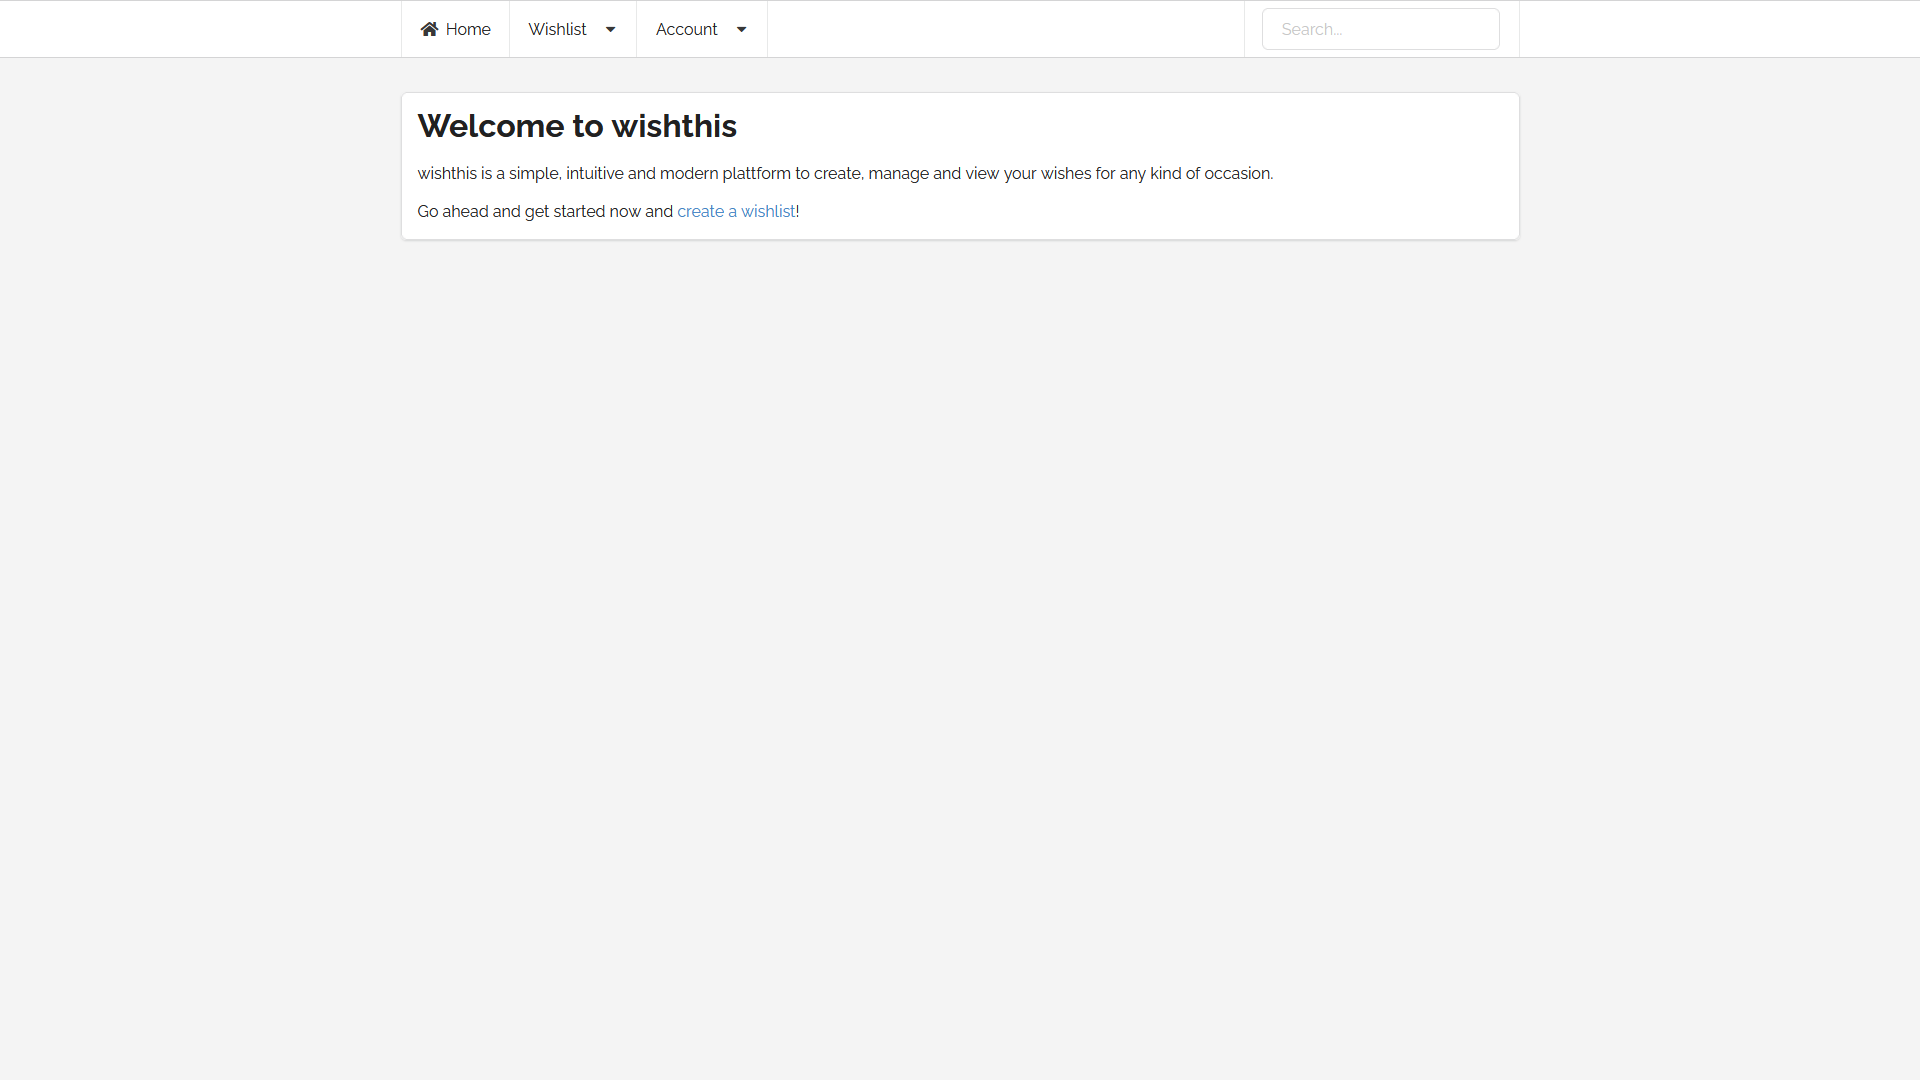 Home Wishlist Account Search...
Welcome to wishthis
wishthis is a simple, intuitive and modern plattform to create, manage and view your wishes for any kind of occasion.
Go ahead and get started now and create a wishlist!